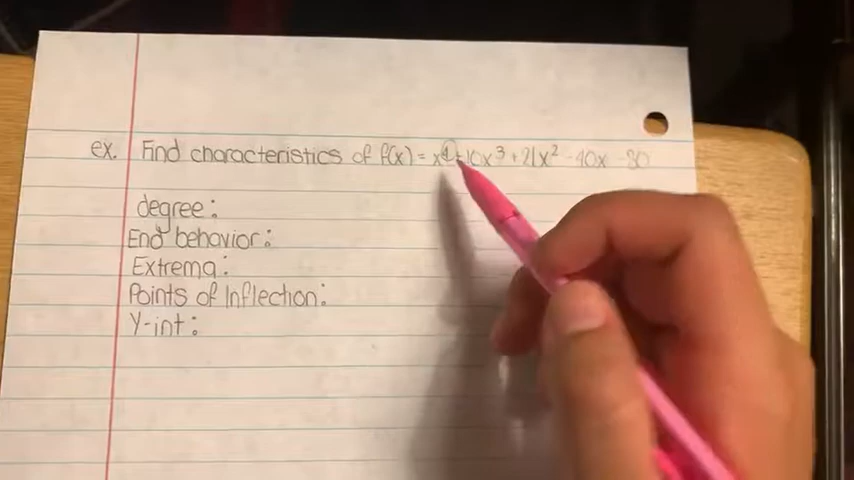 ex. Find characteristics of f(x) = x⁴ -10x³ +21x² -40x -80
degree:
End behavior:
Extrema:
Points of Inflection:
Y-int: